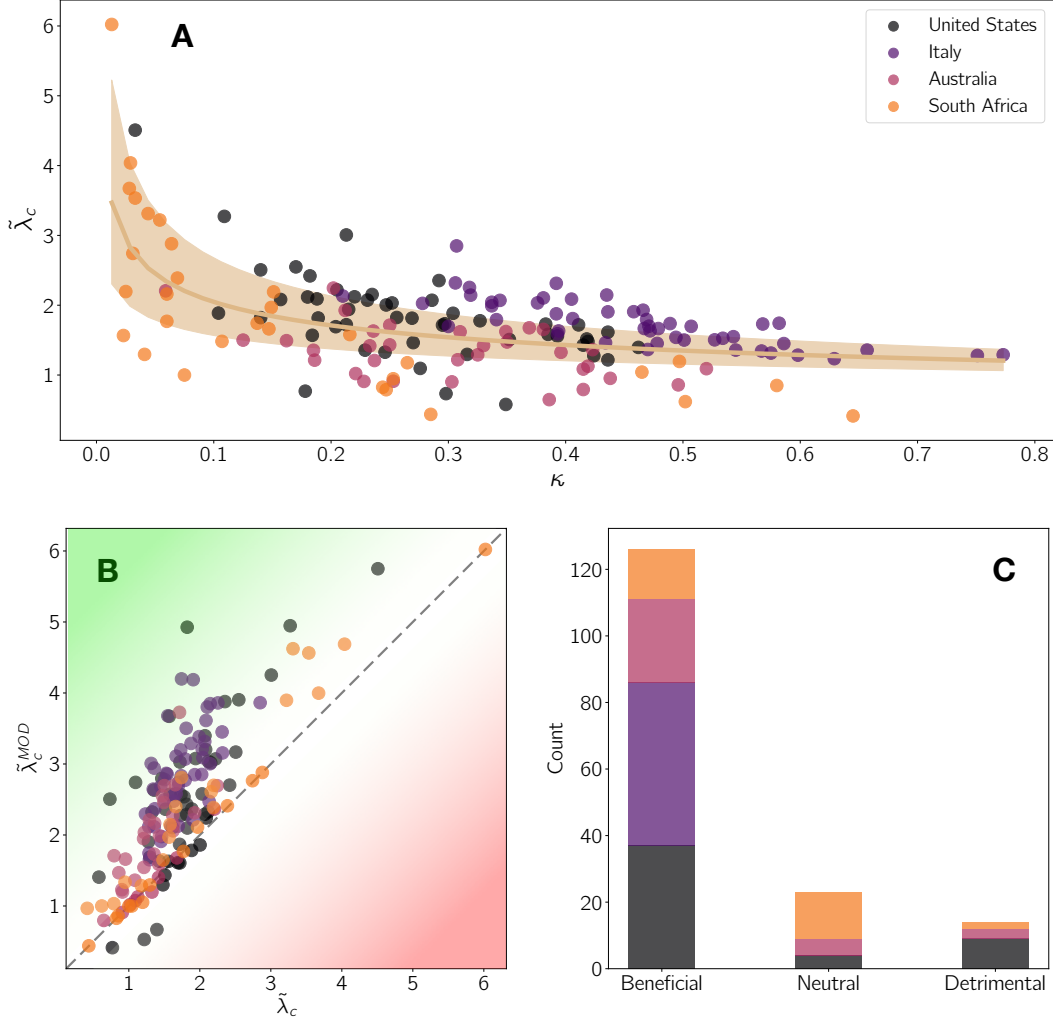 A
United States
Italy
Australia
South Africa
6
5
4
3
2
1
λ̃c
0.0 0.1 0.2 0.3 0.4 0.5 0.6 0.7 0.8
κ
B
6
5
4
3
2
1
λ̃c^MOD
1 2 3 4 5 6
λ̃c
C
120
100
80
60
40
20
0
Count
Beneficial Neutral Detrimental